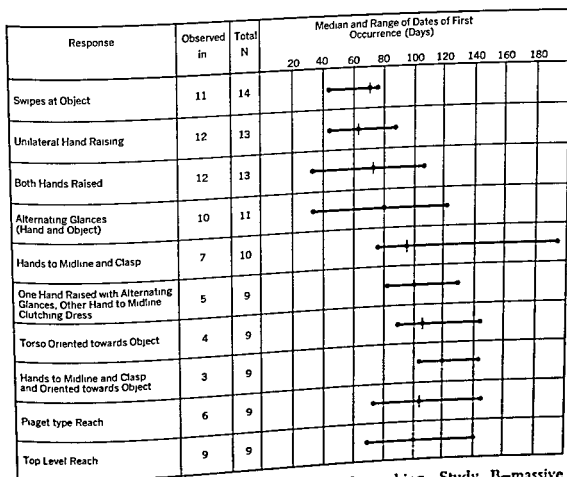 Response
Observed in
Total N
Median and Range of Dates of First
Occurrence (Days)
20 40 60 80 100 120 140 160 180
Swipes at Object 11 14
Unilateral Hand Raising 12 13
Both Hands Raised 12 13
Alternating Glances
(Hand and Object) 10 11
Hands to Midline and Clasp 7 10
One Hand Raised with Alternating
Glances, Other Hand to Midline
Clutching Dress 5 9
Torso Oriented towards Object 4 9
Hands to Midline and Clasp
and Oriented towards Object 3 9
Piaget type Reach 6 9
Top Level Reach 9 9
Study B—massive